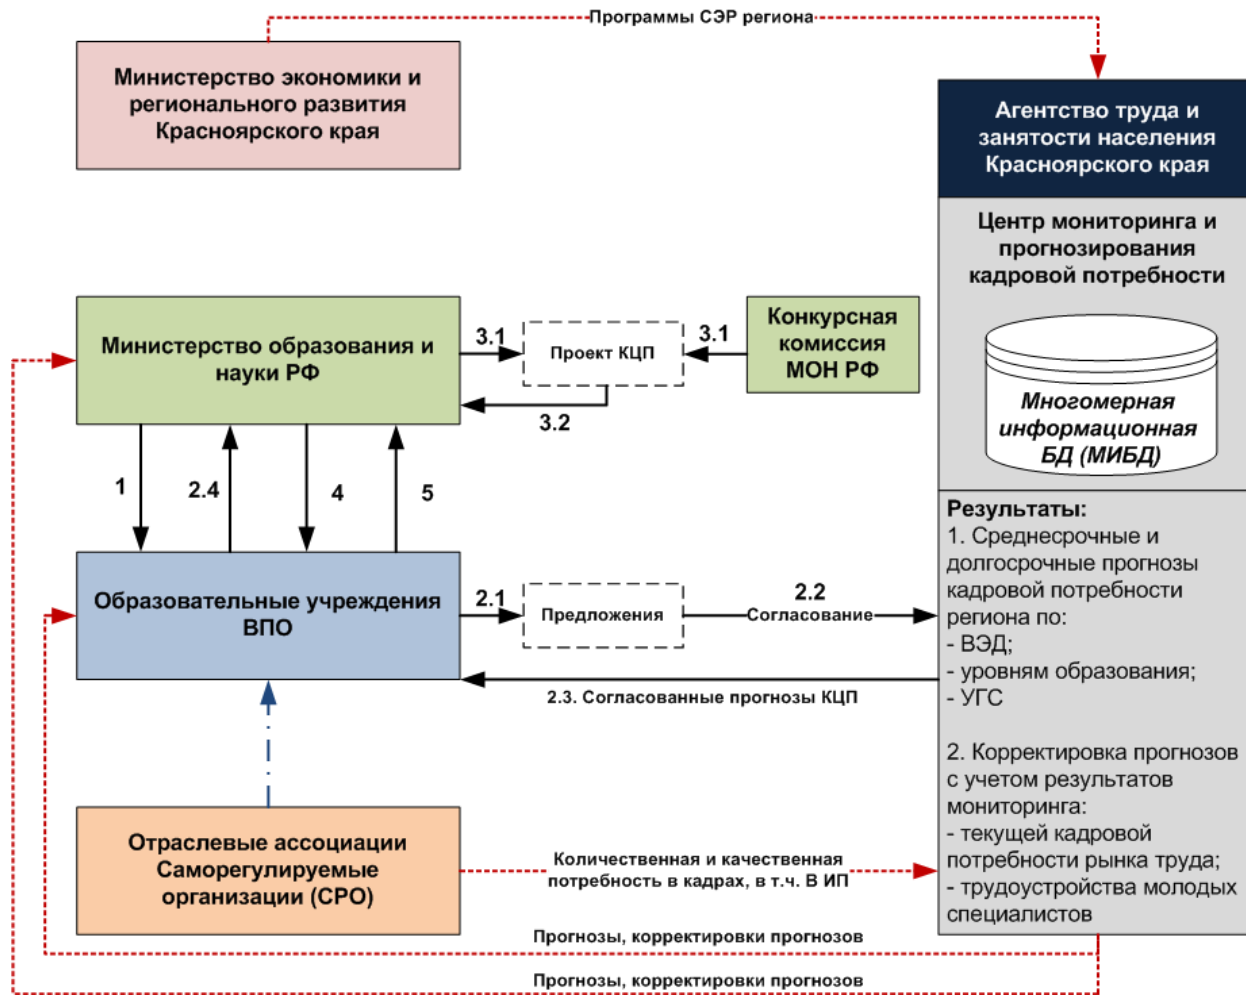 Программы СЭР региона
Министерство экономики и
регионального развития
Красноярского края
Агентство труда и
занятости населения
Красноярского края
Центр мониторинга и
прогнозирования
кадровой потребности
Многомерная
информационная
БД (МИБД)
Министерство образования и
науки РФ
3.1
Проект КЦП
3.1
Конкурсная
комиссия
МОН РФ
3.2
1
2.4
4
5
Образовательные учреждения
ВПО
2.1
Предложения
2.2
Согласование
2.3. Согласованные прогнозы КЦП
Результаты:
1. Среднесрочные и
долгосрочные прогнозы
кадровой потребности
региона по:
- ВЭД;
- уровням образования;
- УГС
2. Корректировка прогнозов
с учетом результатов
мониторинга:
- текущей кадровой
потребности рынка труда;
- трудоустройства молодых
специалистов
Отраслевые ассоциации
Саморегулируемые
организации (СРО)
Количественная и качественная
потребность в кадрах, в т.ч. В ИП
Прогнозы, корректировки прогнозов
Прогнозы, корректировки прогнозов